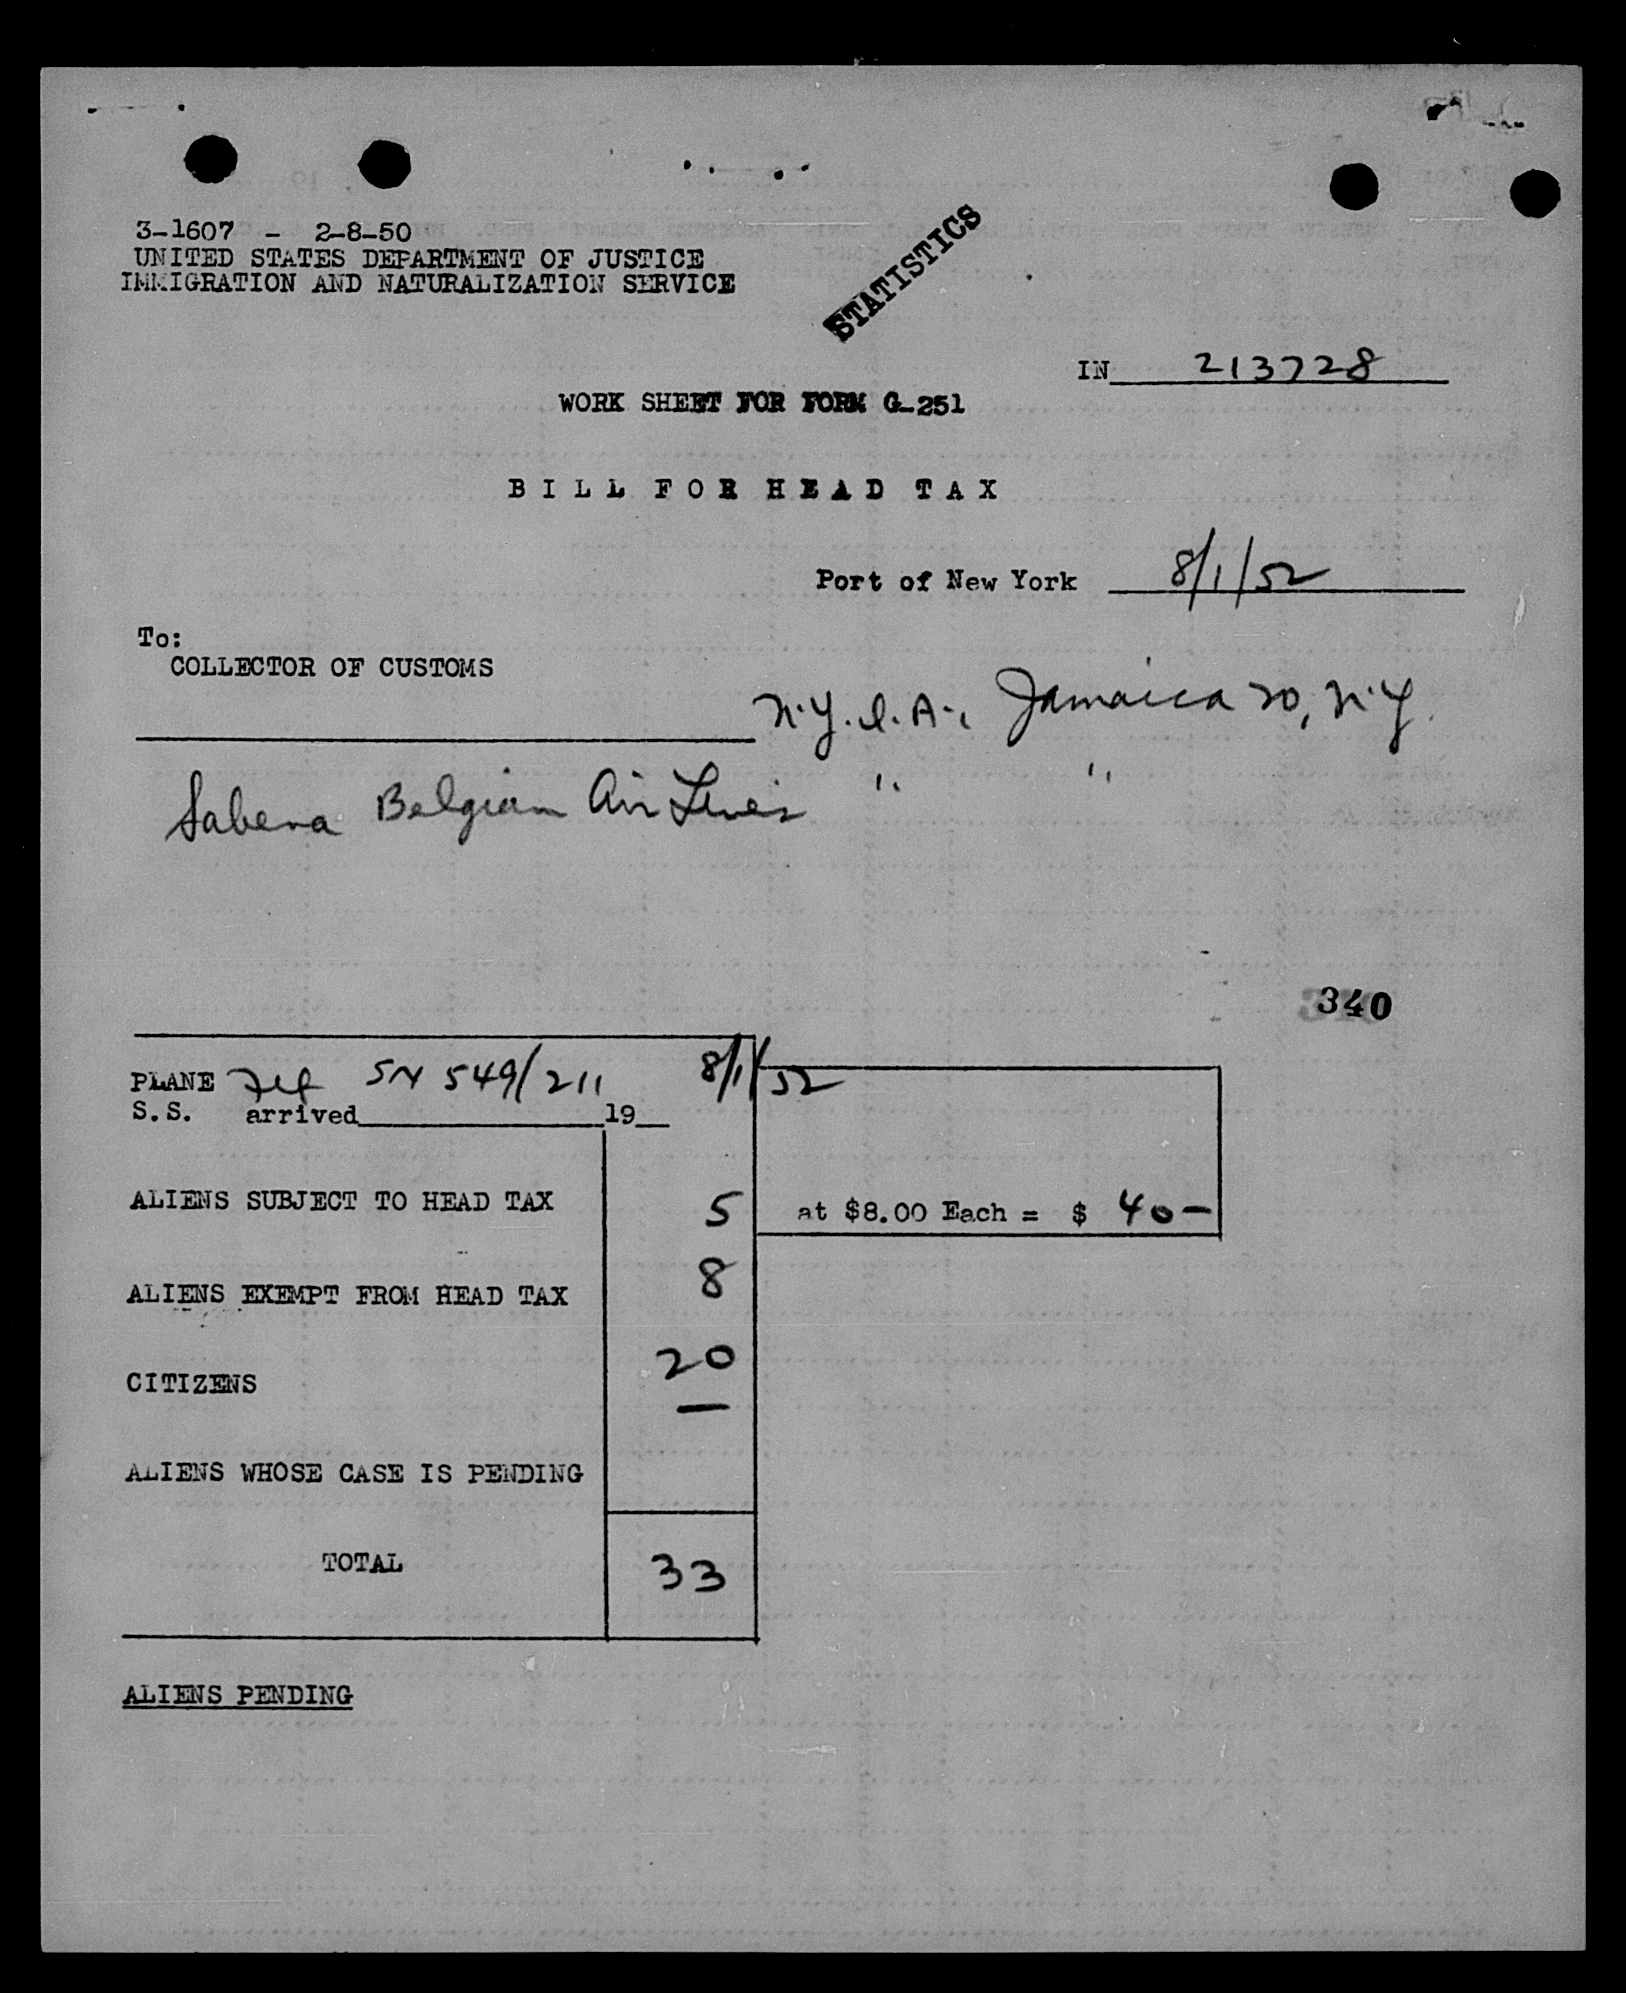 3-1607 - 2-8-50
UNITED STATES DEPARTMENT OF JUSTICE
IMMIGRATION AND NATURALIZATION SERVICE
STATISTICS
IN 213728
WORK SHEET FOR FORM G-251
BILL FOR HEAD TAX
Port of New York 8/1/52
To:
COLLECTOR OF CUSTOMS
N.Y.I.A., Jamaica 20, N.Y.
Sabena Belgian Air Lines " "
340
PLANE SN 549/211 8/1/52
S.S. arrived 19
ALIENS SUBJECT TO HEAD TAX 5 at $8.00 Each = $ 40-
ALIENS EXEMPT FROM HEAD TAX 8
CITIZENS 20
—
ALIENS WHOSE CASE IS PENDING
TOTAL 33
ALIENS PENDING